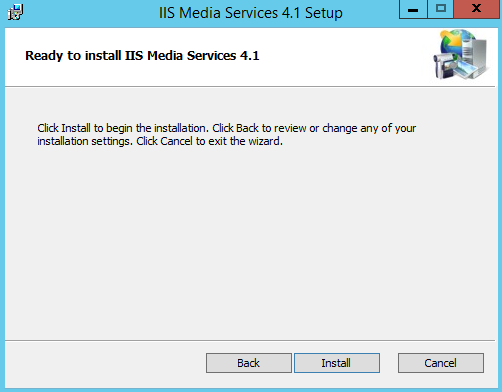 IIS Media Services 4.1 Setup
Ready to install IIS Media Services 4.1
Click Install to begin the installation. Click Back to review or change any of your
installation settings. Click Cancel to exit the wizard.
Back Install Cancel